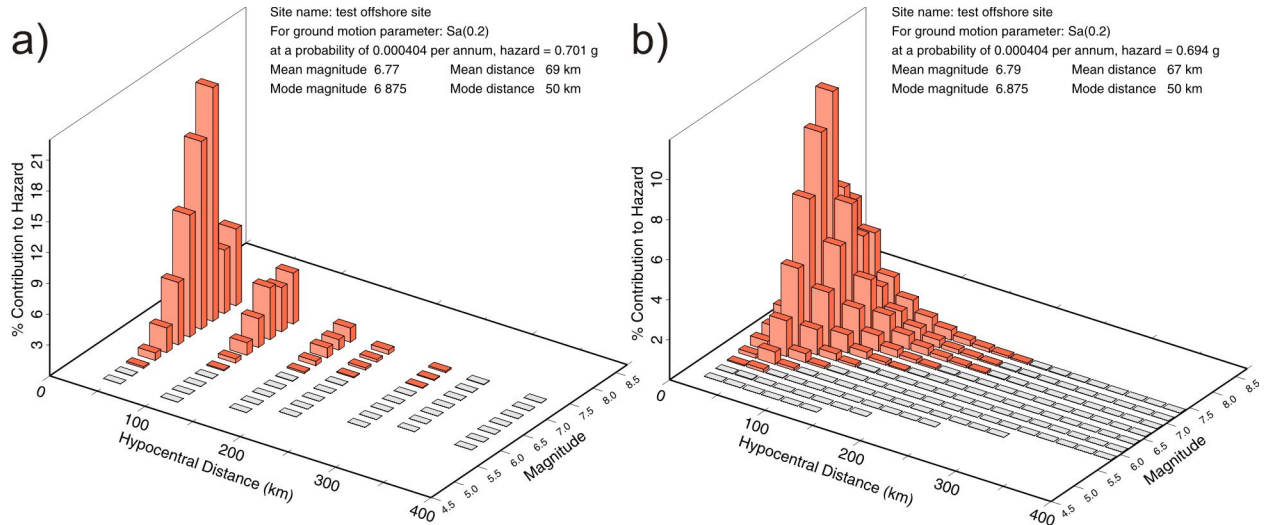 a)
Site name: test offshore site
For ground motion parameter: Sa(0.2)
at a probability of 0.000404 per annum, hazard = 0.701 g
Mean magnitude 6.77 Mean distance 69 km
Mode magnitude 6 875 Mode distance 50 km
% Contribution to Hazard
21
18
15
12
9
6
3
0
100
200
300
400
Hypocentral Distance (km)
4.5
5.0
5.5
6.0
6.5
7.0
7.5
8.0
8.5
Magnitude
b)
Site name: test offshore site
For ground motion parameter: Sa(0.2)
at a probability of 0.000404 per annum, hazard = 0.694 g
Mean magnitude 6.79 Mean distance 67 km
Mode magnitude 6.875 Mode distance 50 km
% Contribution to Hazard
10
8
6
4
2
0
100
200
300
400
Hypocentral Distance (km)
4.5
5.0
5.5
6.0
6.5
7.0
7.5
8.0
8.5
Magnitude